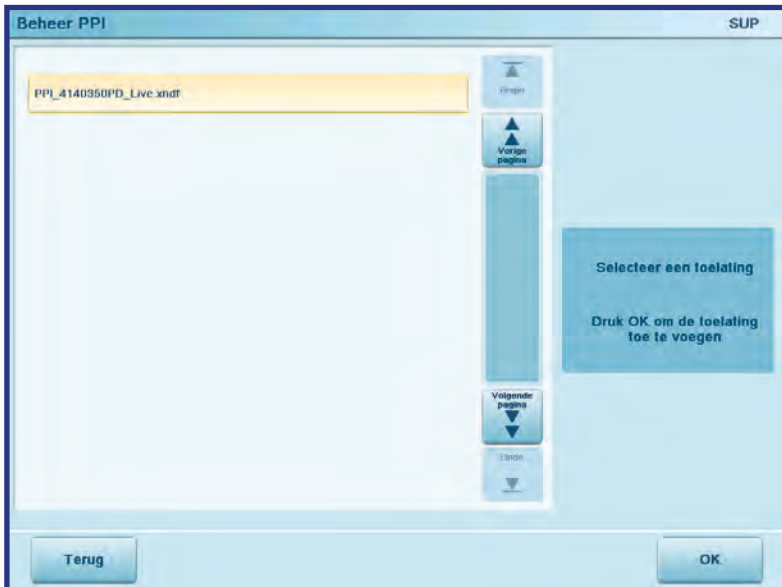 Beheer PPI
SUP
PPI_4140350PD_Live.xndf
Begin
Vorige
pagina
Selecteer een toelating
Druk OK om de toelating
toe te voegen
Volgende
pagina
Einde
Terug
OK